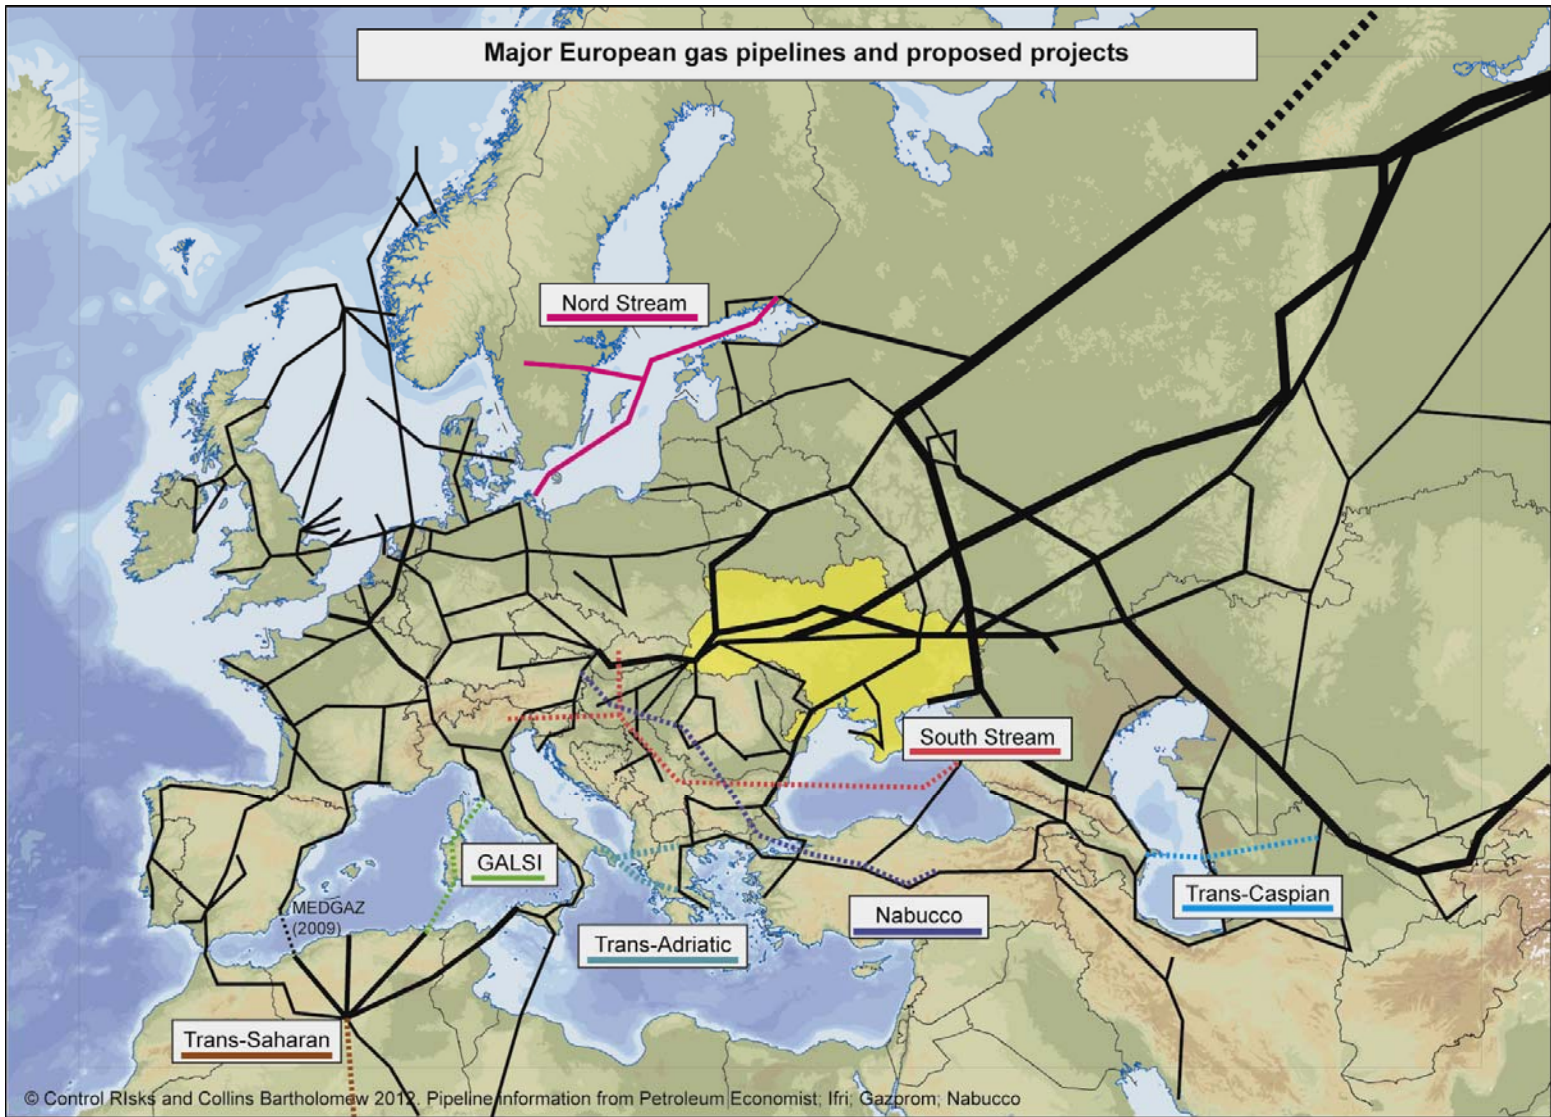 Major European gas pipelines and proposed projects
Nord Stream
South Stream
GALSI
Trans-Caspian
MEDGAZ
(2009)
Nabucco
Trans-Adriatic
Trans-Saharan
© Control RIsks and Collins Bartholomew 2012. Pipeline information from Petroleum Economist; Ifri; Gazprom; Nabucco